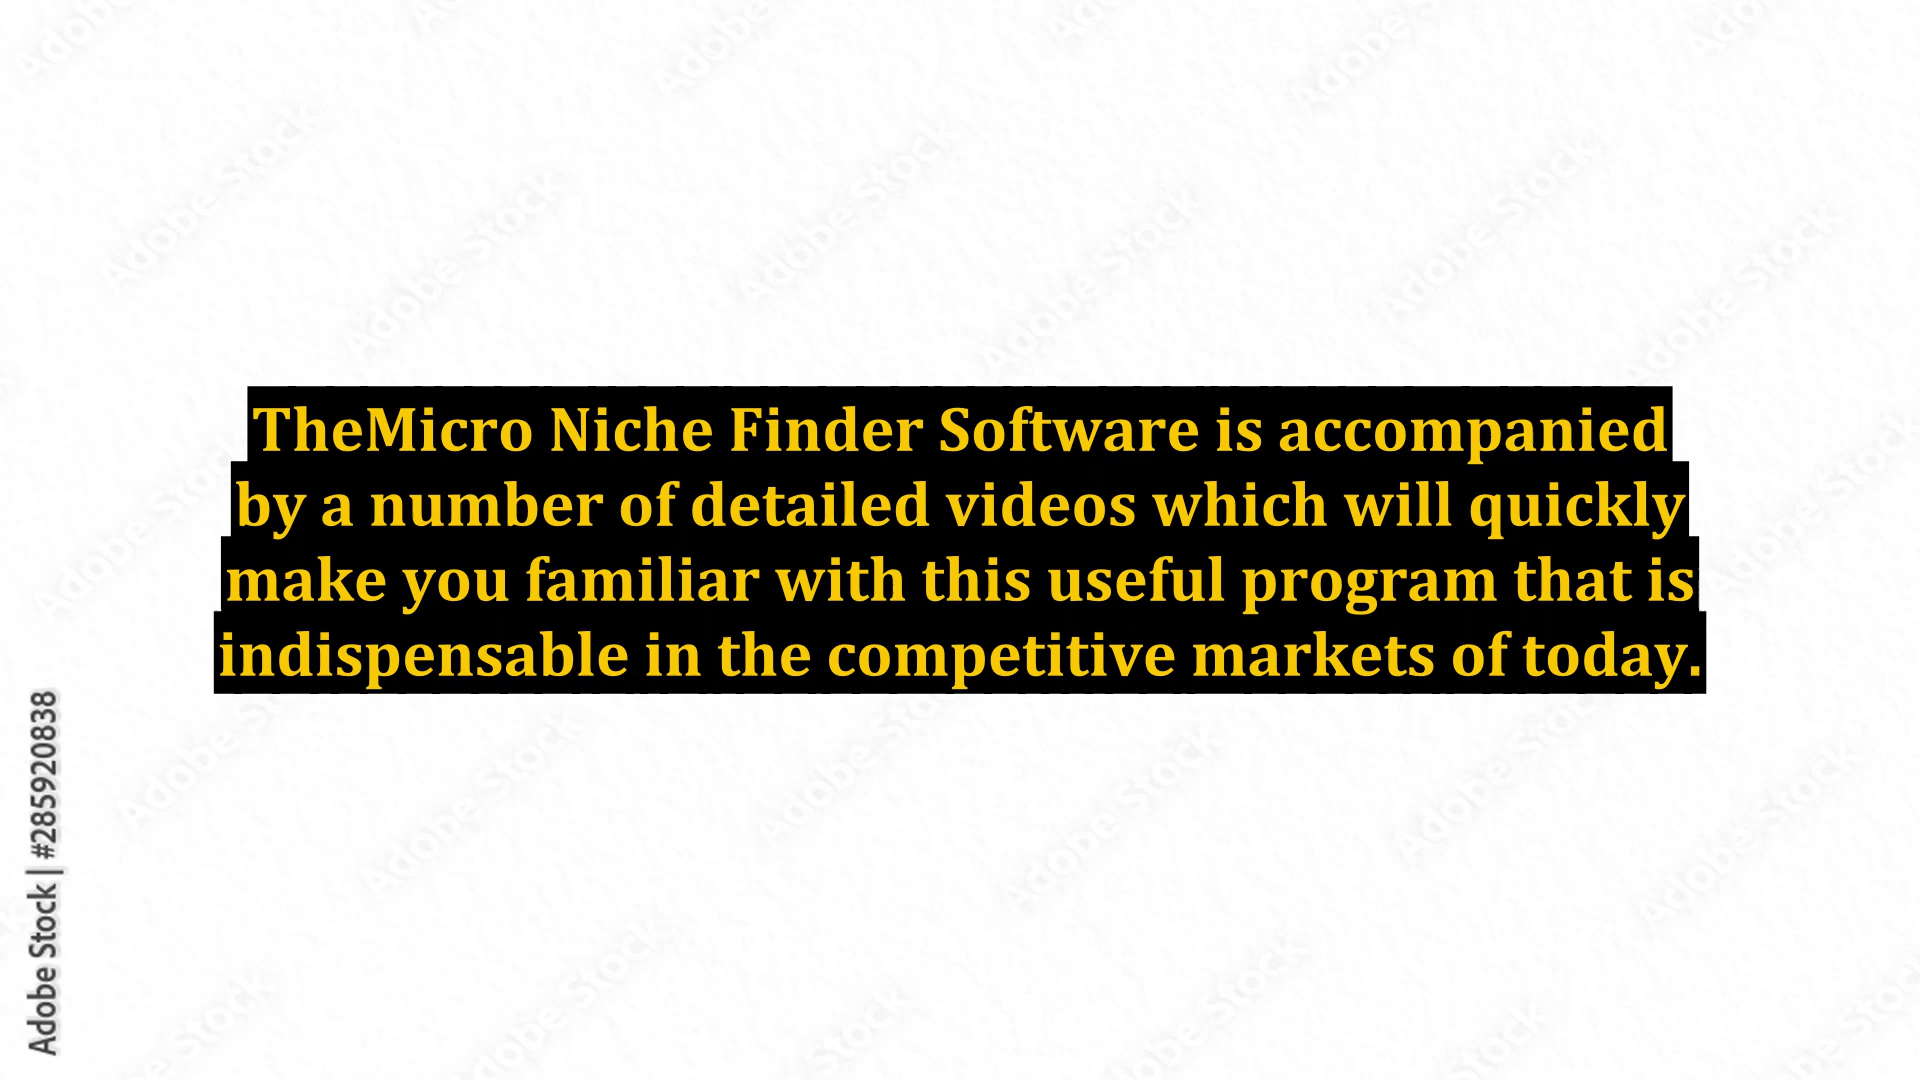 TheMicro Niche Finder Software is accompanied
by a number of detailed videos which will quickly
make you familiar with this useful program that is
indispensable in the competitive markets of today.
Adobe Stock | #285920838